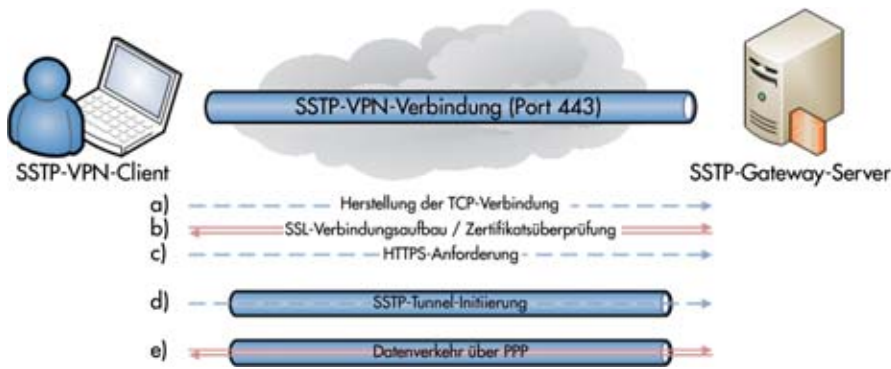 SSTP-VPN-Verbindung (Port 443)
SSTP-VPN-Client
SSTP-Gateway-Server
a) Herstellung der TCP-Verbindung
b) SSL-Verbindungsaufbau / Zertifikatsüberprüfung
c) HTTPS-Anforderung
d) SSTP-Tunnel-Initiierung
e) Datenverkehr über PPP